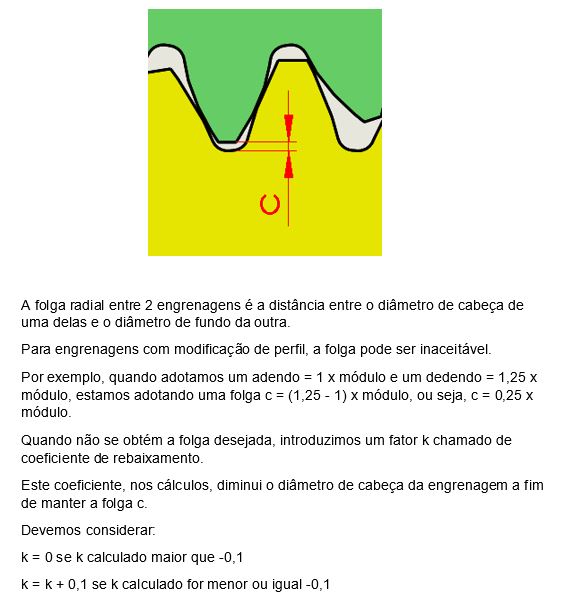 C
A folga radial entre 2 engrenagens é a distância entre o diâmetro de cabeça de
uma delas e o diâmetro de fundo da outra.
Para engrenagens com modificação de perfil, a folga pode ser inaceitável.
Por exemplo, quando adotamos um adendo = 1 x módulo e um dedendo = 1,25 x
módulo, estamos adotando uma folga c = (1,25 - 1) x módulo, ou seja, c = 0,25 x
módulo.
Quando não se obtém a folga desejada, introduzimos um fator k chamado de
coeficiente de rebaixamento.
Este coeficiente, nos cálculos, diminui o diâmetro de cabeça da engrenagem a fim
de manter a folga c.
Devemos considerar:
k = 0 se k calculado maior que -0,1
k = k + 0,1 se k calculado for menor ou igual -0,1